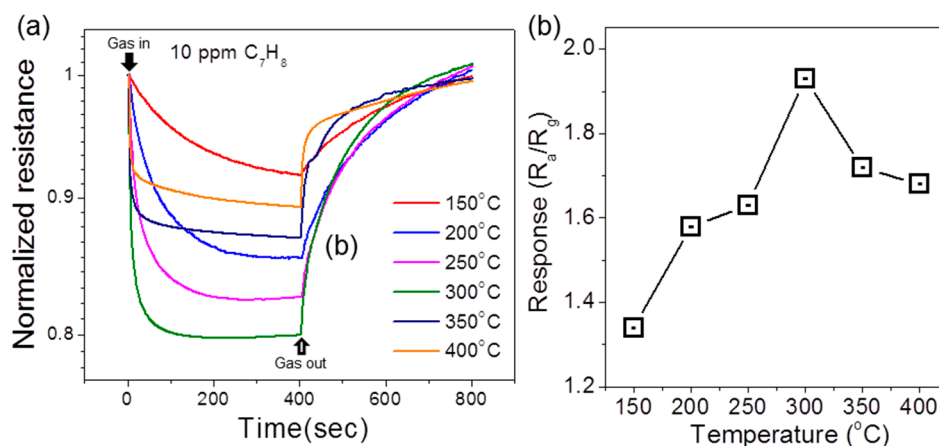 (a)
Gas in
10 ppm C₇H₈
Normalized resistance
1
0.9
0.8
150°C
200°C
250°C
300°C
350°C
400°C
(b)
Gas out
0 200 400 600 800
Time(sec)
(b)
Response (Rₐ/R_g)
2.0
1.8
1.6
1.4
1.2
150 200 250 300 350 400
Temperature (°C)